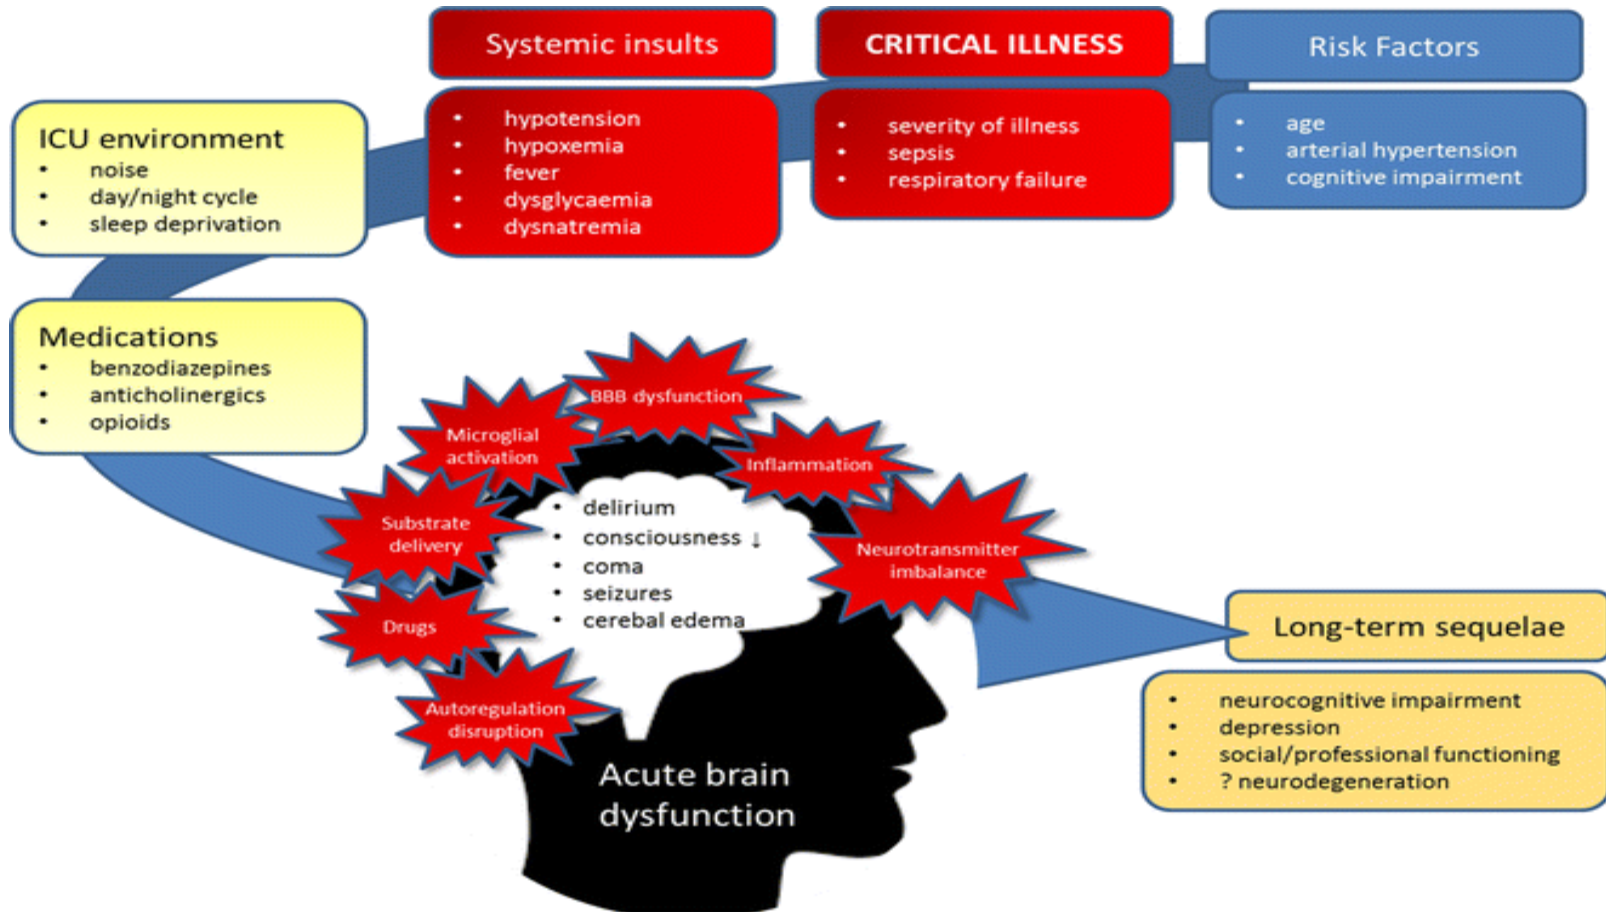 Systemic insults
CRITICAL ILLNESS
Risk Factors
ICU environment
• noise
• day/night cycle
• sleep deprivation
• hypotension
• hypoxemia
• fever
• dysglycaemia
• dysnatremia
• severity of illness
• sepsis
• respiratory failure
• age
• arterial hypertension
• cognitive impairment
Medications
• benzodiazepines
• anticholinergics
• opioids
BBB dysfunction
Microglial
activation
Inflammation
Substrate
delivery
Neurotransmitter
imbalance
Drugs
Autoregulation
disruption
• delirium
• consciousness ↓
• coma
• seizures
• cerebal edema
Acute brain
dysfunction
Long-term sequelae
• neurocognitive impairment
• depression
• social/professional functioning
• ? neurodegeneration